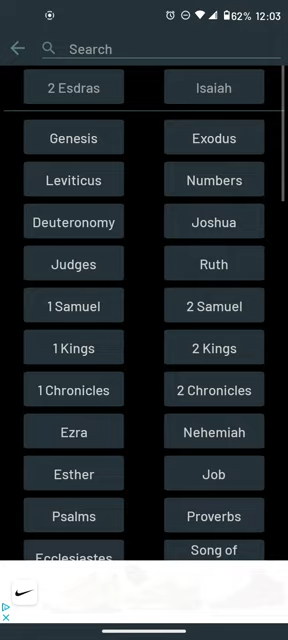 62% 12:03
Search
2 Esdras Isaiah
Genesis Exodus
Leviticus Numbers
Deuteronomy Joshua
Judges Ruth
1 Samuel 2 Samuel
1 Kings 2 Kings
1 Chronicles 2 Chronicles
Ezra Nehemiah
Esther Job
Psalms Proverbs
Ecclesiastes Song of